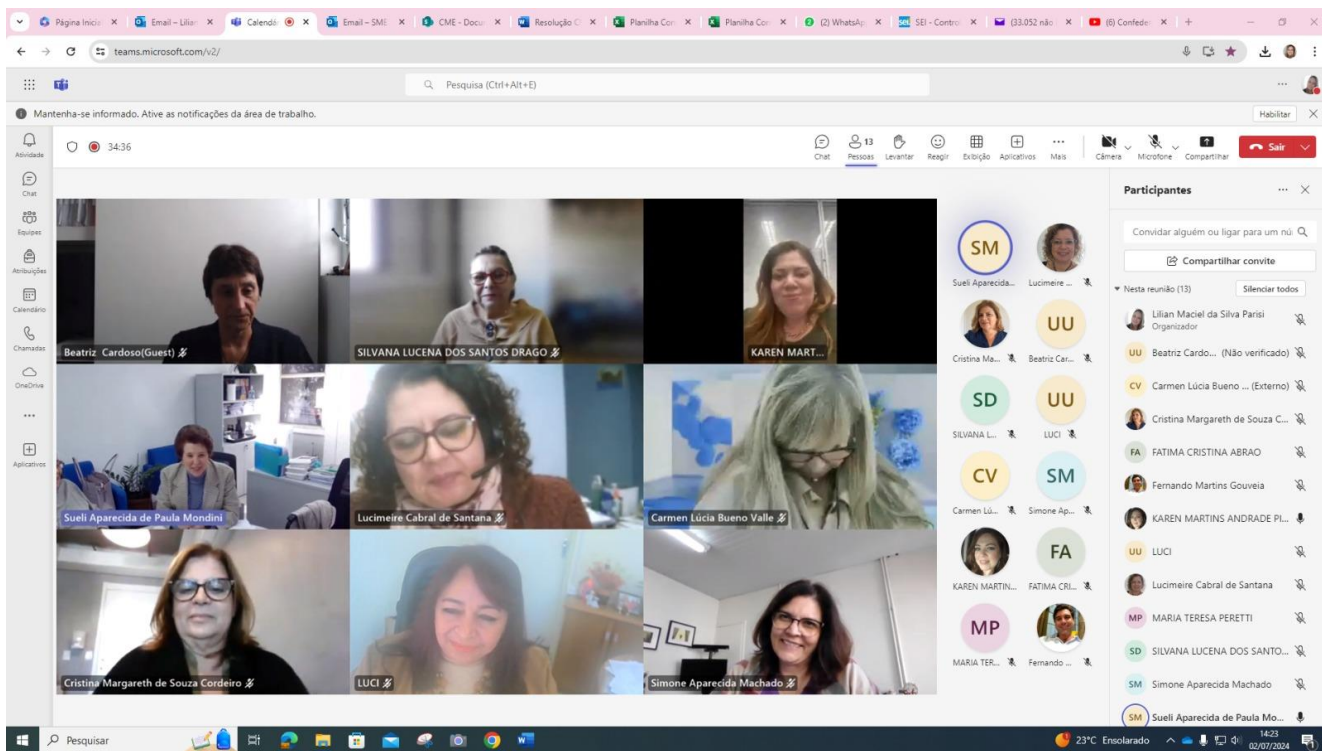 Página Inicia
Email – Lilian
Calendá
Email – SME
CME - Docu
Resolução C
Planilha Con
Planilha Con
(2) WhatsAp
SEI - Contro
(33.052 não
(6) Confeder
teams.microsoft.com/v2/
Pesquisa (Ctrl+Alt+E)
Mantenha-se informado. Ative as notificações da área de trabalho.
Habilitar
34:36
Chat
13
Pessoas
Levantar
Reagir
Exibição
Aplicativos
Mais
Câmera
Microfone
Compartilhar
Sair
Atividade
Chat
Equipes
Atribuições
Calendário
Chamadas
OneDrive
Aplicativos
Beatriz Cardoso(Guest)
SILVANA LUCENA DOS SANTOS DRAGO
KAREN MART...
Sueli Aparecida de Paula Mondini
Lucimeire Cabral de Santana
Carmen Lúcia Bueno Valle
Cristina Margareth de Souza Cordeiro
LUCI
Simone Aparecida Machado
SM
Sueli Aparecida...
Lucimeire ...
Cristina Ma...
UU
Beatriz Car...
SD
SILVANA L...
UU
LUCI
CV
Carmen Lú...
SM
Simone Ap...
KAREN MARTIN...
FA
FATIMA CRI...
MP
MARIA TER...
Fernando ...
Participantes
Convidar alguém ou ligar para um nú
Compartilhar convite
Nesta reunião (13)
Silenciar todos
Lilian Maciel da Silva Parisi
Organizador
UU Beatriz Cardo... (Não verificado)
CV Carmen Lúcia Bueno ... (Externo)
Cristina Margareth de Souza C...
FA FATIMA CRISTINA ABRAO
Fernando Martins Gouveia
KAREN MARTINS ANDRADE PI...
UU LUCI
Lucimeire Cabral de Santana
MP MARIA TERESA PERETTI
SD SILVANA LUCENA DOS SANTO...
SM Simone Aparecida Machado
SM Sueli Aparecida de Paula Mo...
Pesquisar
23°C Ensolarado
14:23
02/07/2024